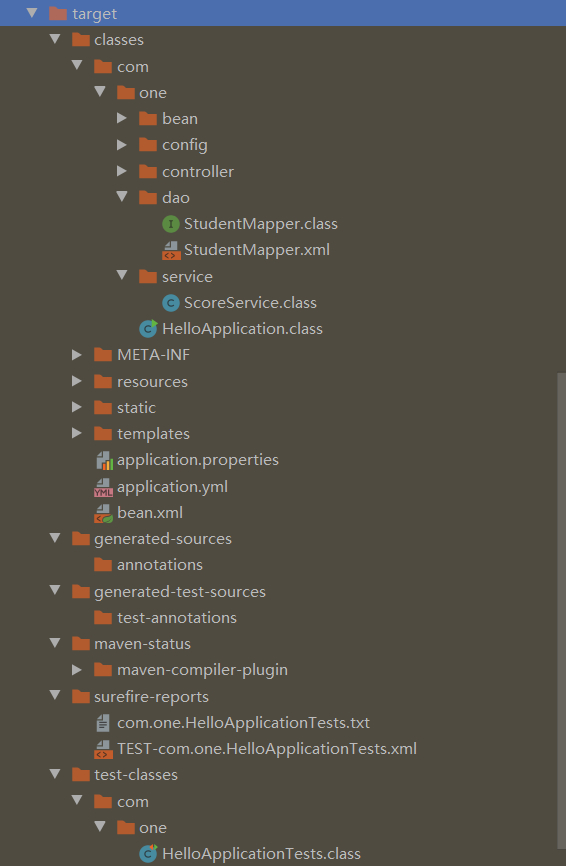 target
classes
com
one
bean
config
controller
dao
I StudentMapper.class
StudentMapper.xml
service
C ScoreService.class
C HelloApplication.class
META-INF
resources
static
templates
application.properties
YML application.yml
bean.xml
generated-sources
annotations
generated-test-sources
test-annotations
maven-status
maven-compiler-plugin
surefire-reports
com.one.HelloApplicationTests.txt
TEST-com.one.HelloApplicationTests.xml
test-classes
com
one
C HelloApplicationTests.class